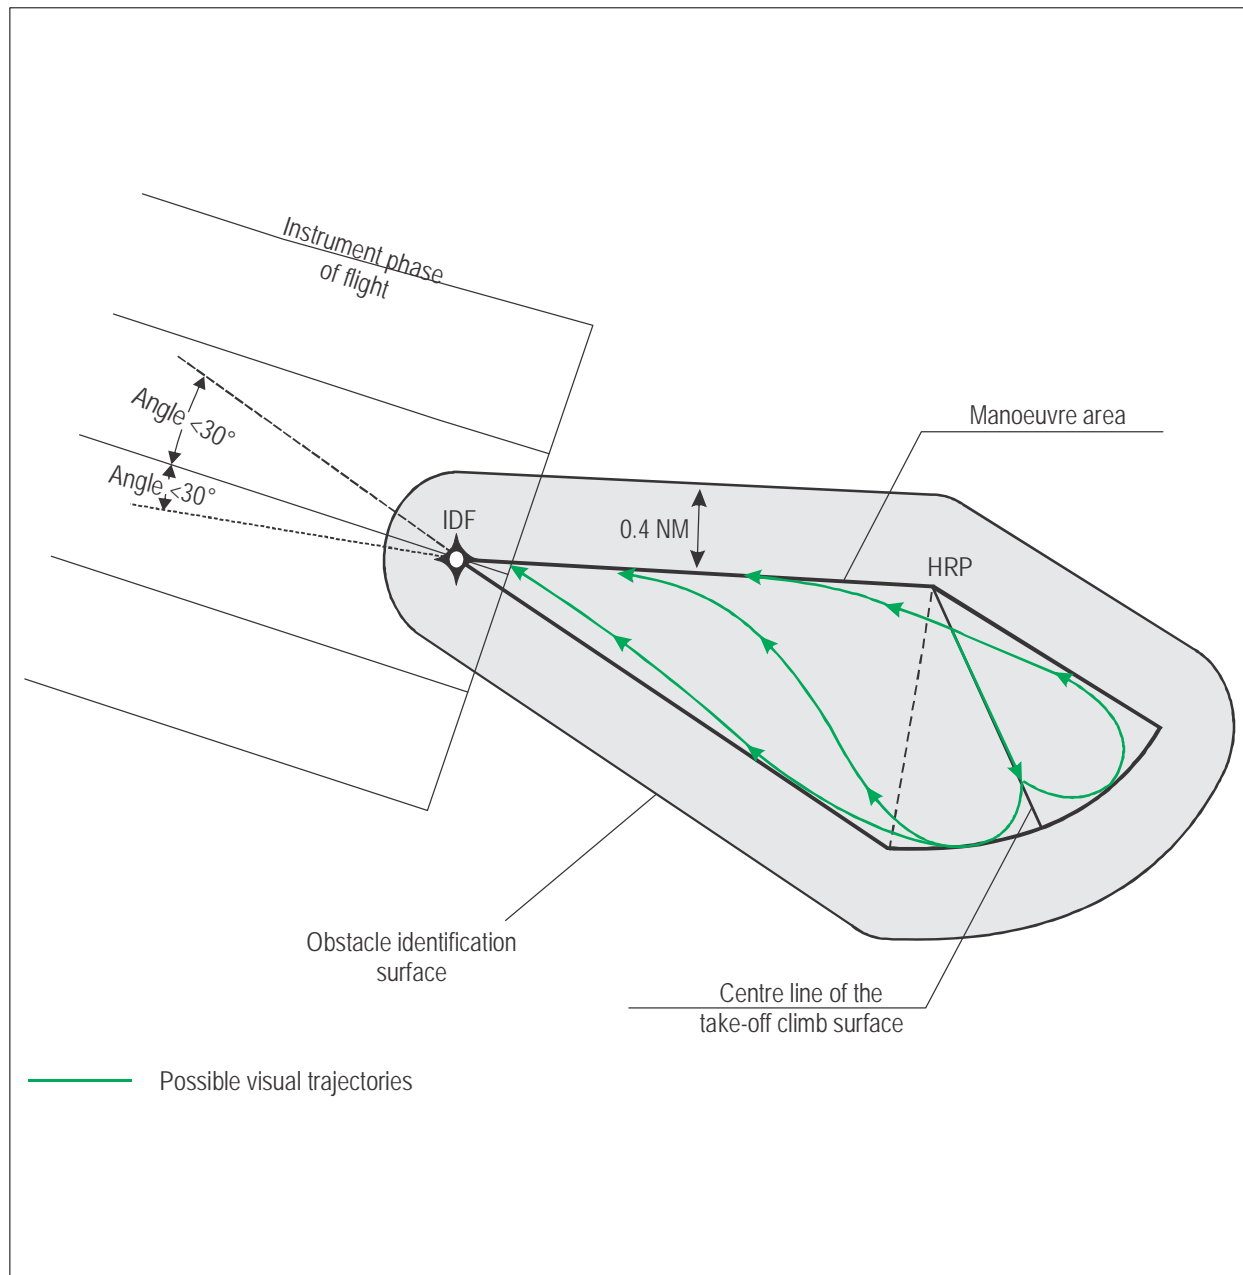 Instrument phase
of flight
Angle <30°
Angle <30°
IDF
0.4 NM
Manoeuvre area
HRP
Obstacle identification
surface
Centre line of the
take-off climb surface
Possible visual trajectories